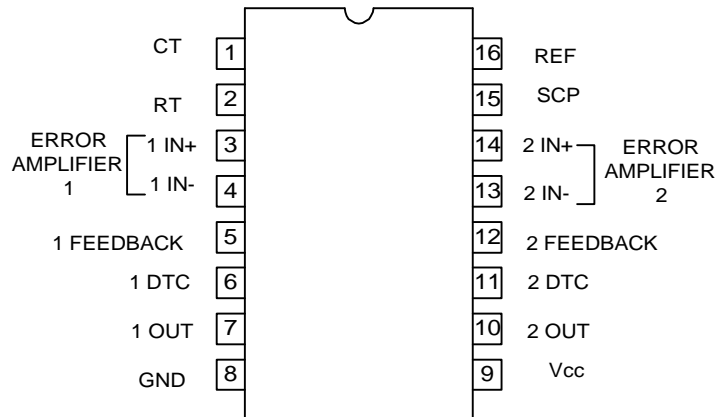 CT 1 16 REF
RT 2 15 SCP
ERROR
AMPLIFIER
1
1 IN+ 3 14 2 IN+
1 IN- 4 13 2 IN-
ERROR
AMPLIFIER
2
1 FEEDBACK 5 12 2 FEEDBACK
1 DTC 6 11 2 DTC
1 OUT 7 10 2 OUT
GND 8 9 Vcc